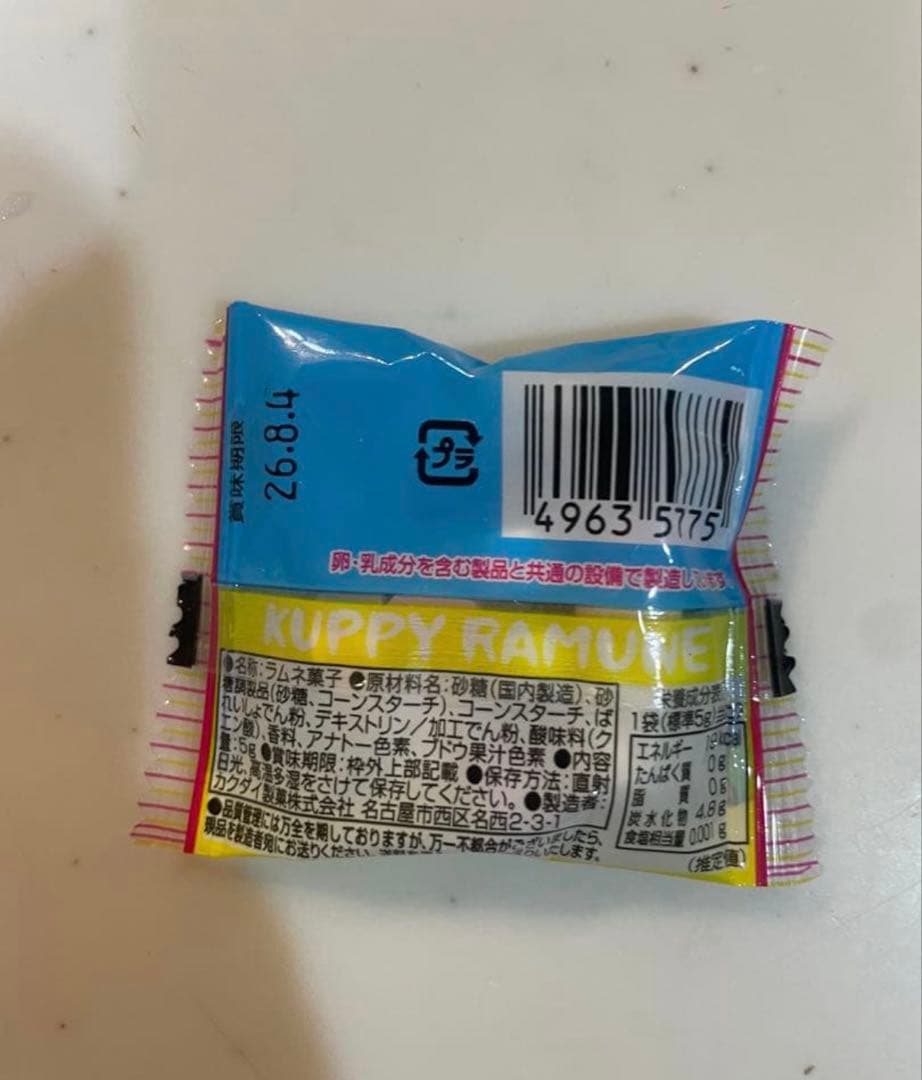 賞味期限
26.8.4
プラ
4963 5775
卵・乳成分を含む製品と共通の設備で製造しています。
KUPPY RAMUNE
●名称:ラムネ菓子 ●原材料名:砂糖(国内製造)、砂
糖調製品(砂糖、コーンスターチ)、コーンスターチ、ば
れいしょでん粉、デキストリン/加工でん粉、酸味料(ク
エン酸)、香料、アナトー色素、ブドウ果汁色素 ●内容
量:5g ●賞味期限:枠外上部記載 ●保存方法:直射
日光、高温多湿をさけて保存してください。 ●製造者:
カクダイ製菓株式会社 名古屋市西区名西2-3-1
●品質管理には万全を期しておりますが、万一不都合がございましたら、
現品を製造者宛にお送りください。
いたします。
栄養成分表
1袋(標準5g)当
エネルギー kcal
たんぱく質 0g
脂質 0g
炭水化物 4.8g
食塩相当量 0.001g
(推定値)